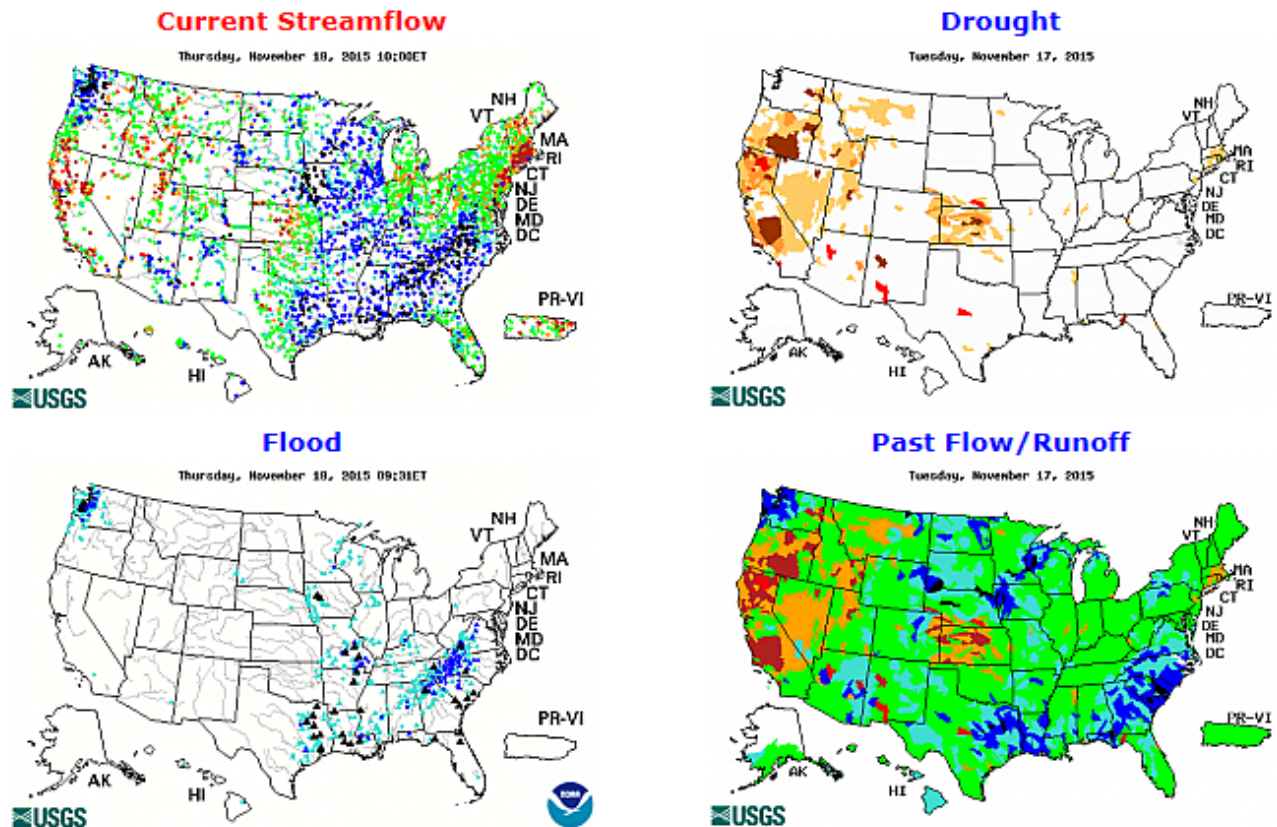 Current Streamflow
Thursday, November 19, 2015 10:00ET
NH
VT
MA
RI
CT
NJ
DE
MD
DC
PR-VI
AK
HI
USGS
Drought
Tuesday, November 17, 2015
NH
VT
MA
RI
CT
NJ
DE
MD
DC
PR-VI
AK
HI
USGS
Flood
Thursday, November 19, 2015 09:31ET
NH
VT
MA
RI
CT
NJ
DE
MD
DC
PR-VI
AK
HI
USGS
NOAA
Past Flow/Runoff
Tuesday, November 17, 2015
NH
VT
MA
RI
CT
NJ
DE
MD
DC
PR-VI
AK
HI
USGS